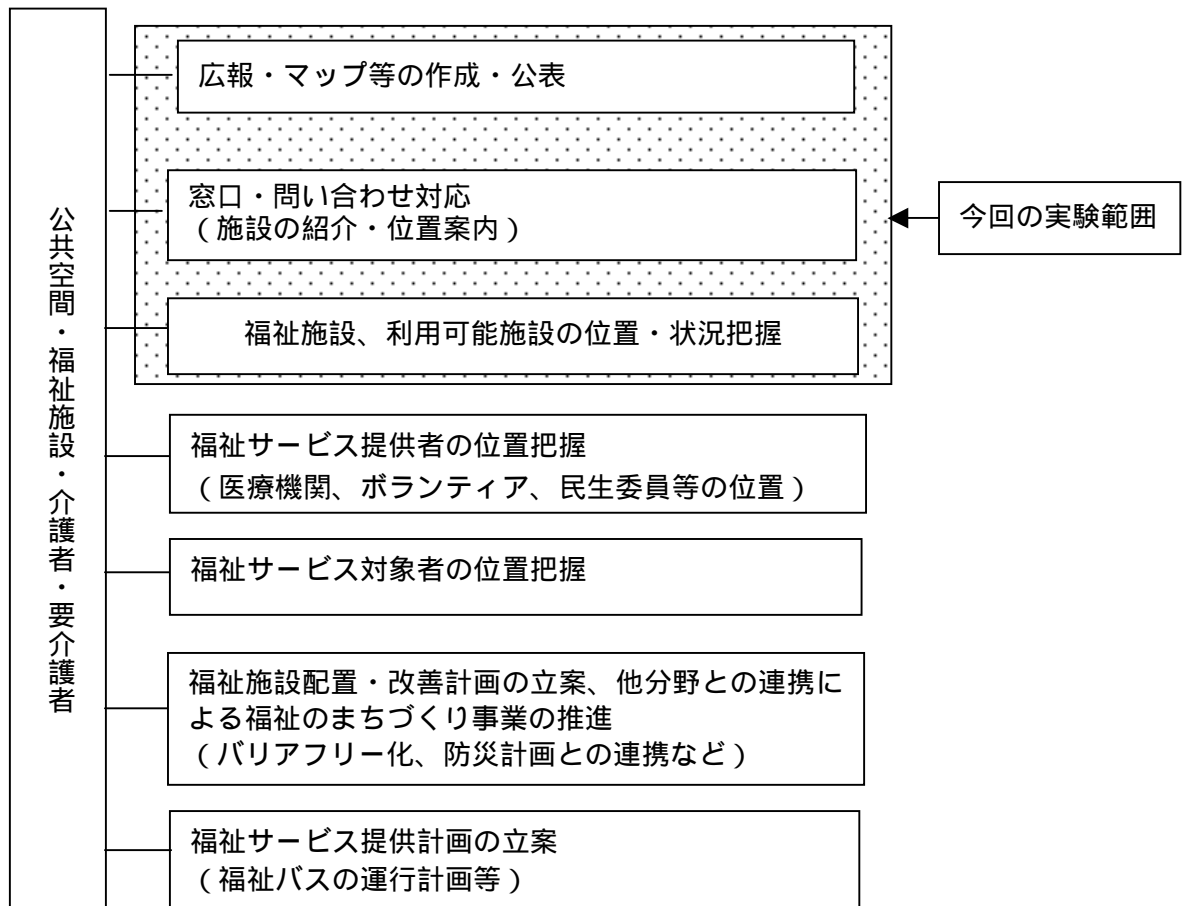 公共空間・福祉施設・介護者・要介護者
広報・マップ等の作成・公表
窓口・問い合わせ対応
（施設の紹介・位置案内）
今回の実験範囲
福祉施設、利用可能施設の位置・状況把握
福祉サービス提供者の位置把握
（医療機関、ボランティア、民生委員等の位置）
福祉サービス対象者の位置把握
福祉施設配置・改善計画の立案、他分野との連携に
よる福祉のまちづくり事業の推進
（バリアフリー化、防災計画との連携など）
福祉サービス提供計画の立案
（福祉バスの運行計画等）